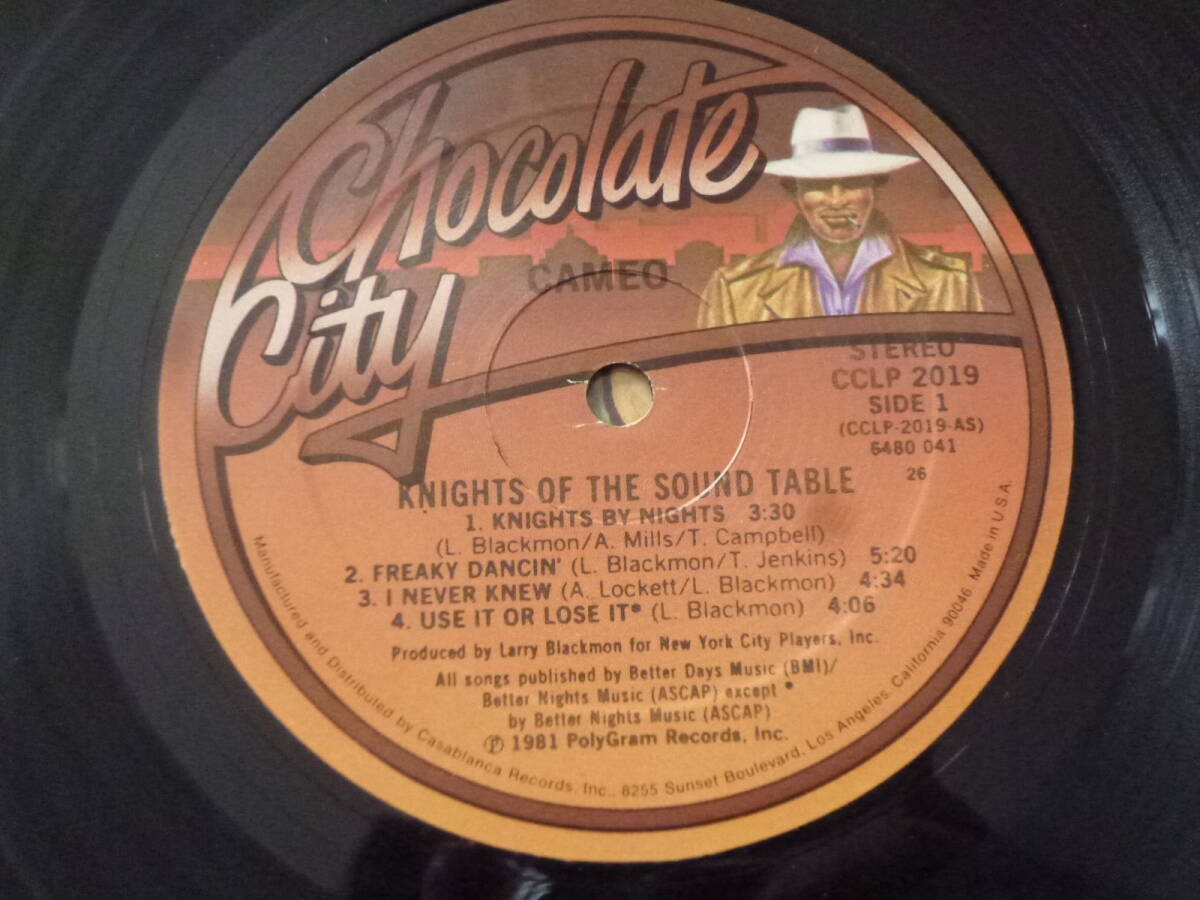 Chocolate
City
CAMEO
STEREO
CCLP 2019
SIDE 1
(CCLP-2019-AS)
6480 041
26
KNIGHTS OF THE SOUND TABLE
1. KNIGHTS BY NIGHTS 3:30
(L. Blackmon/A. Mills/T. Campbell)
2. FREAKY DANCIN' (L. Blackmon/T. Jenkins) 5:20
3. I NEVER KNEW (A. Lockett/L. Blackmon) 4:34
4. USE IT OR LOSE IT* (L. Blackmon) 4:06
Produced by Larry Blackmon for New York City Players, Inc.
All songs published by Better Days Music (BMI)/
Better Nights Music (ASCAP) except *
by Better Nights Music (ASCAP)
℗ 1981 PolyGram Records, Inc.
Manufactured and Distributed by Casablanca Records, Inc., 8255 Sunset Boulevard, Los Angeles, California 90046 Made in U.S.A.